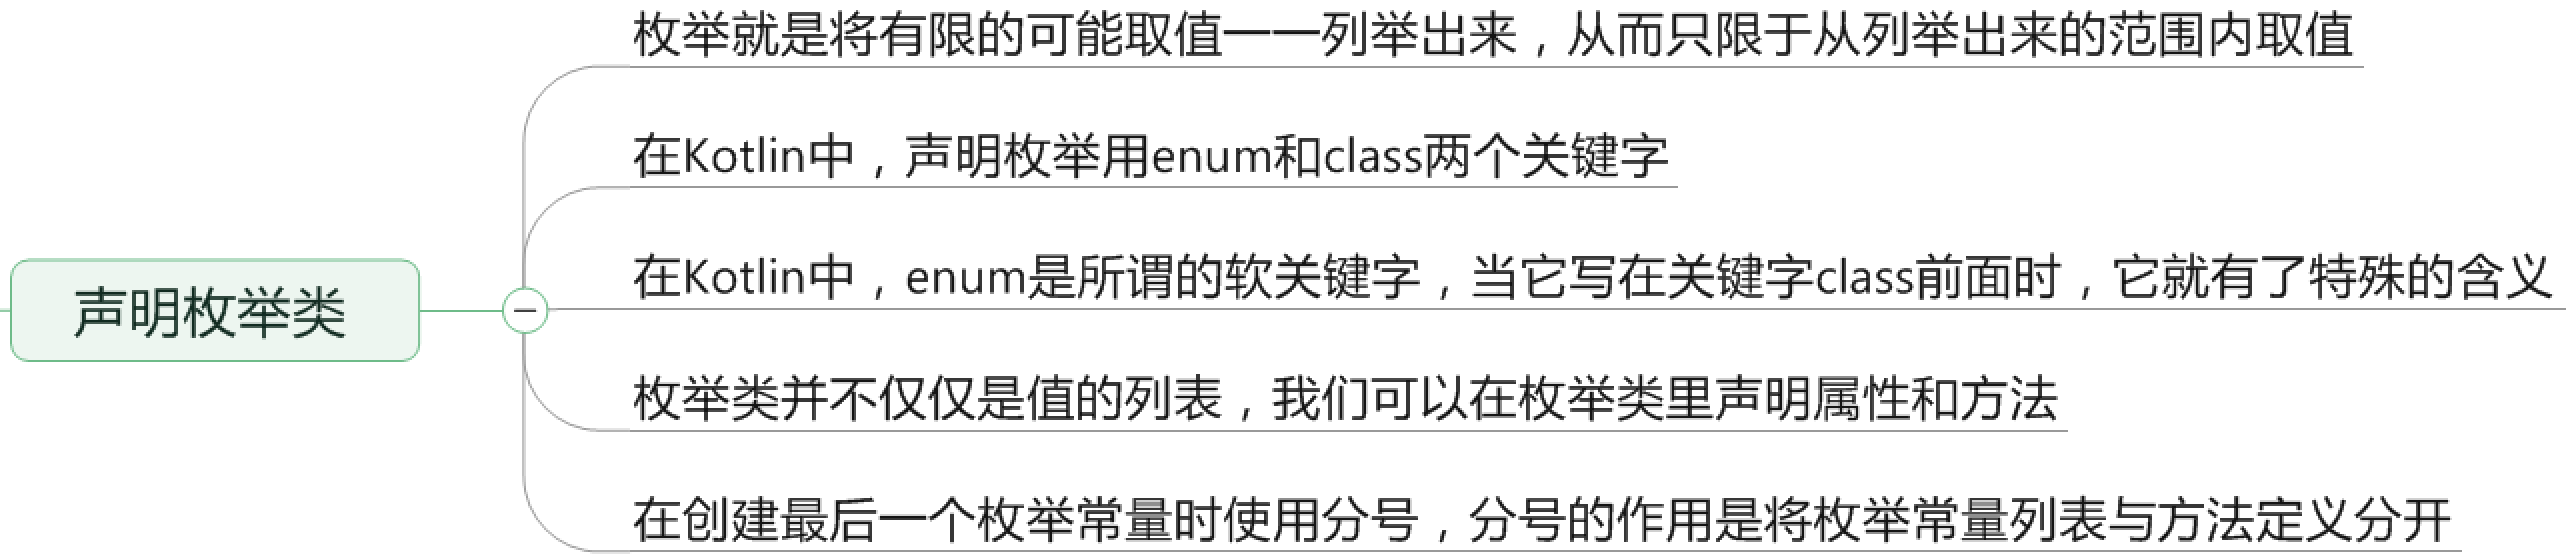 枚举就是将有限的可能取值一一列举出来，从而只限于从列举出来的范围内取值
在Kotlin中，声明枚举用enum和class两个关键字
在Kotlin中，enum是所谓的软关键字，当它写在关键字class前面时，它就有了特殊的含义
声明枚举类
枚举类并不仅仅是值的列表，我们可以在枚举类里声明属性和方法
在创建最后一个枚举常量时使用分号，分号的作用是将枚举常量列表与方法定义分开